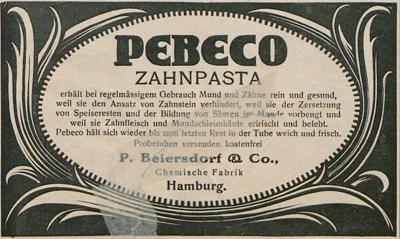 PEBECO
ZAHNPASTA
erhält bei regelmässigem Gebrauch Mund und Zähne rein und gesund,
weil sie den Ansatz von Zahnstein verhindert, weil sie der Zersetzung
von Speiseresten und der Bildung von Säuren im Munde vorbeugt und
weil sie Zahnfleisch und Mundschleimhäute erfrischt und belebt.
Pebeco hält sich wieder bis zum letzten Rest in der Tube weich und frisch.
Probetuben versenden kostenfrei
P. Beiersdorf & Co.,
Chemische Fabrik
Hamburg.